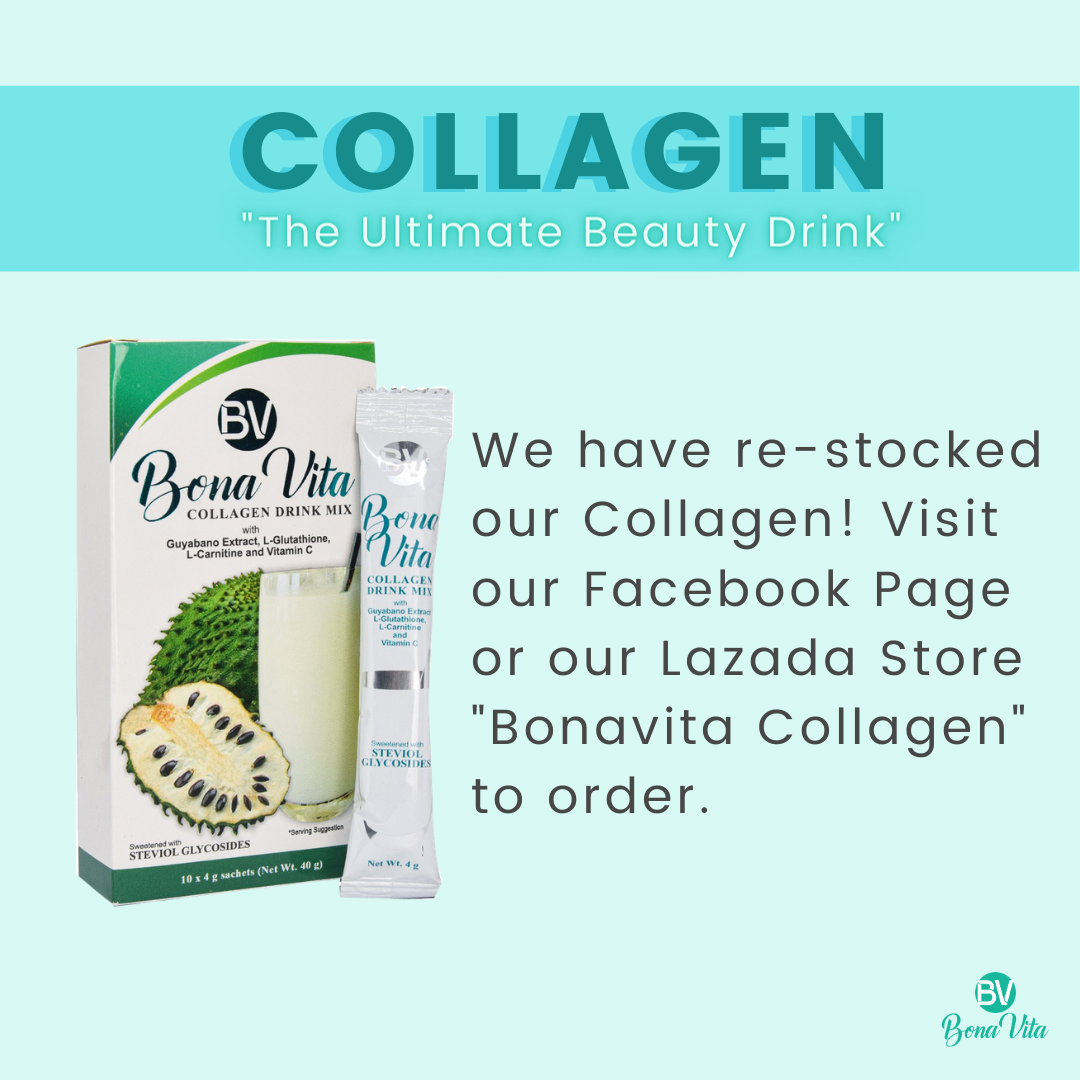 COLLAGEN
"The Ultimate Beauty Drink"
BV
Bona Vita
COLLAGEN DRINK MIX
with
Guyabano Extract, L-Glutathione,
L-Carnitine and Vitamin C
*Serving Suggestion
Sweetened with
STEVIOL GLYCOSIDES
10 x 4 g sachets (Net Wt. 40 g)
BV
Bona
Vita
COLLAGEN
DRINK MIX
with
Guyabano Extract
L-Glutathione,
L-Carnitine
and
Vitamin C
Sweetened with
STEVIOL
GLYCOSIDES
Net Wt. 4 g
We have re-stocked
our Collagen! Visit
our Facebook Page
or our Lazada Store
"Bonavita Collagen"
to order.
BV
Bona Vita